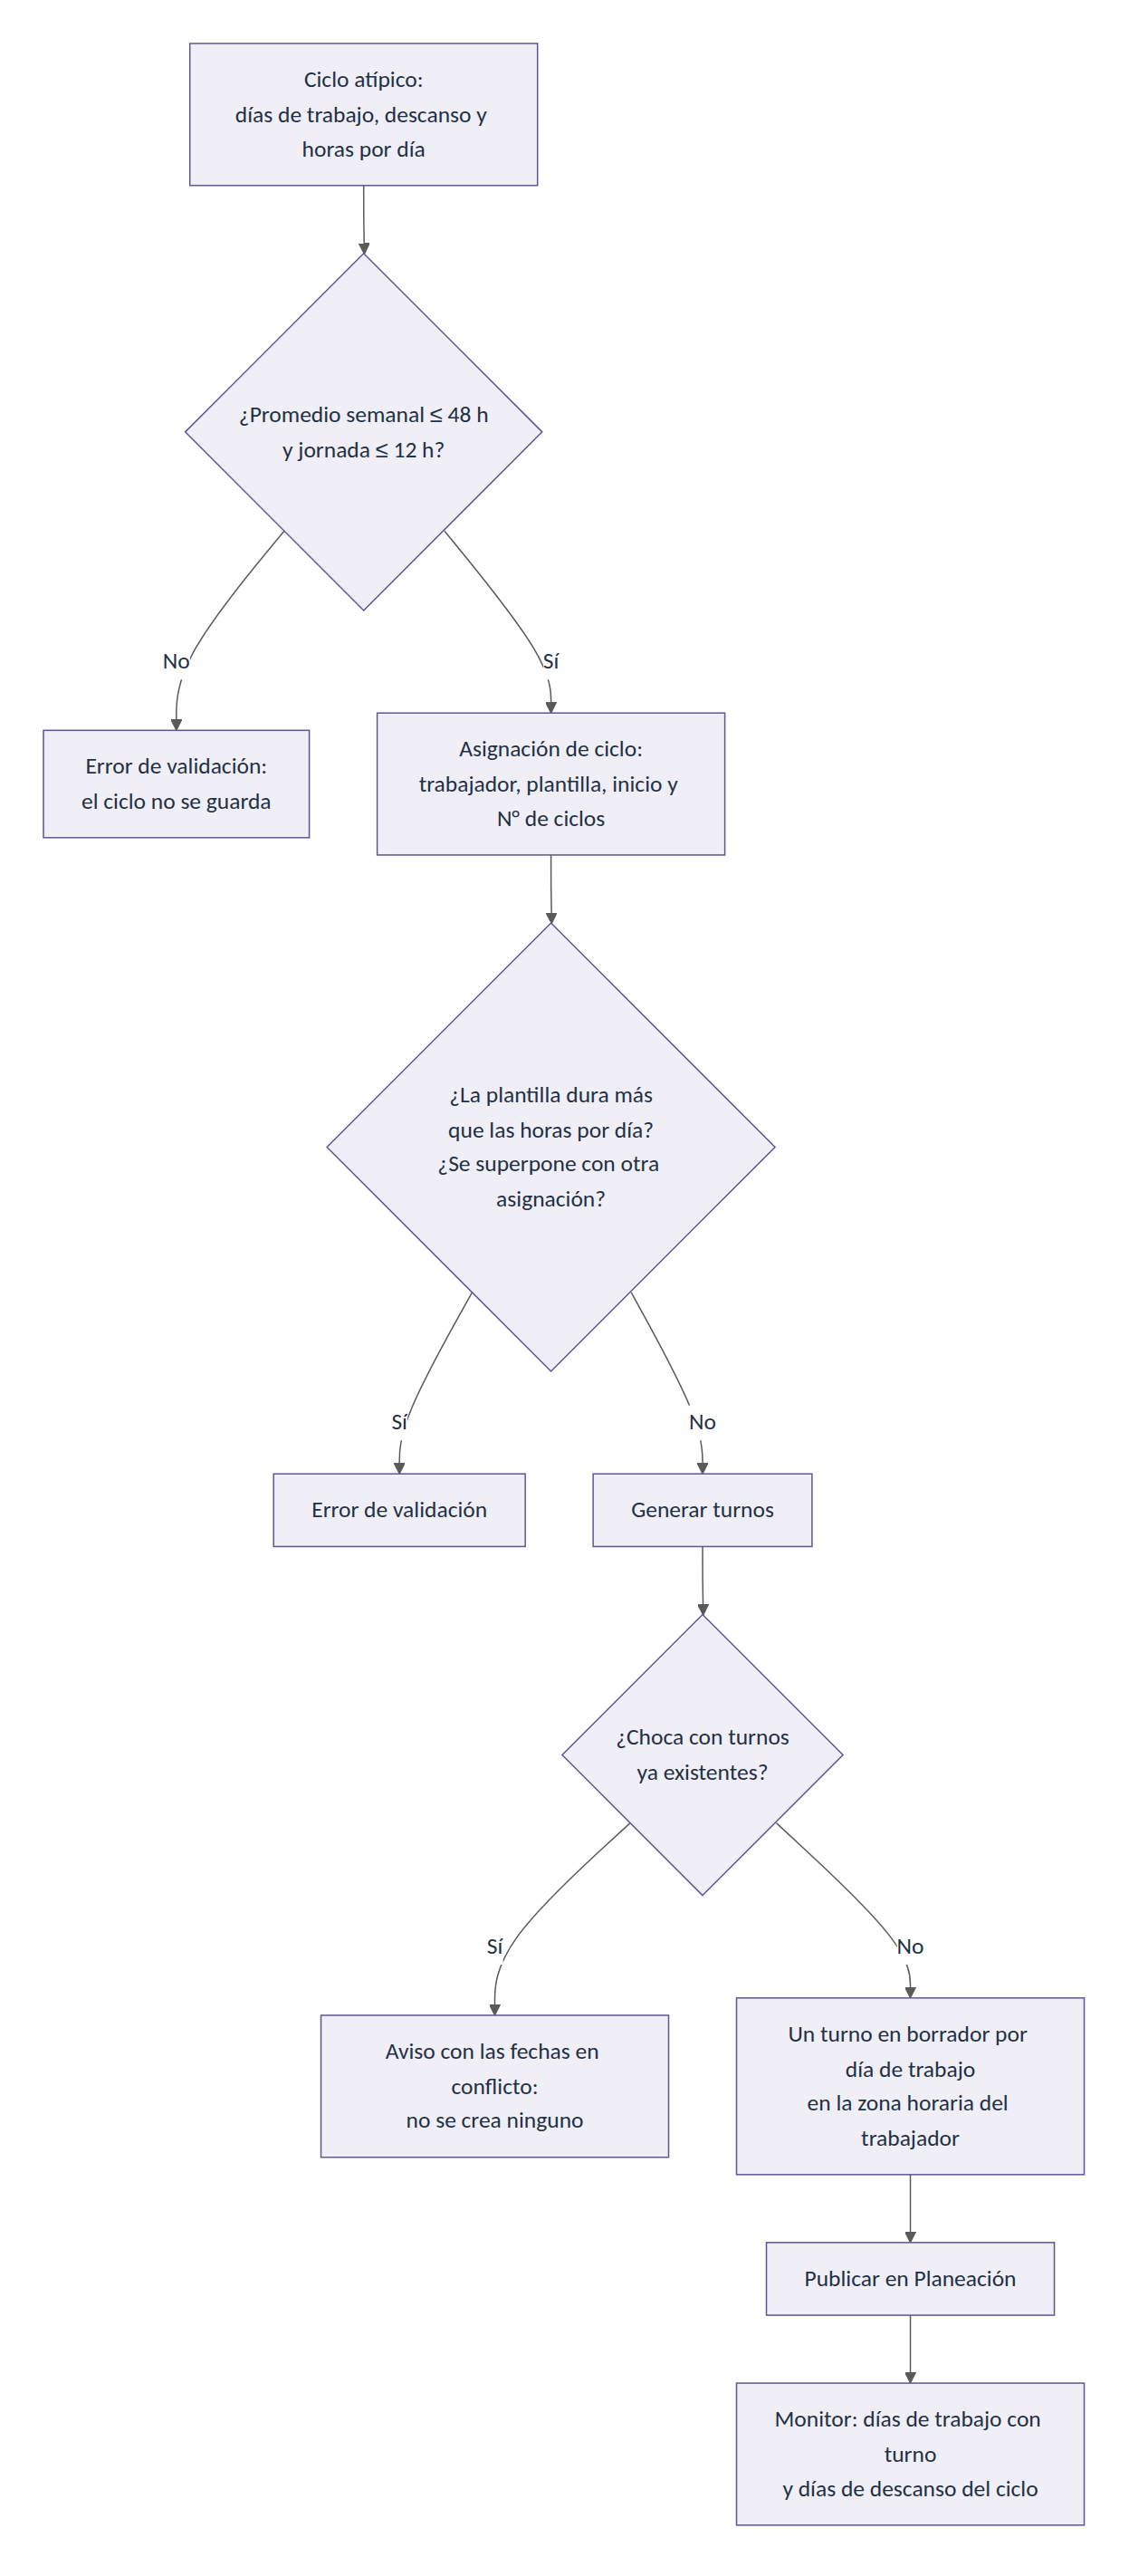 Ciclo atípico:
días de trabajo, descanso y
horas por día
¿Promedio semanal ≤ 48 h
y jornada ≤ 12 h?
No
Sí
Error de validación:
el ciclo no se guarda
Asignación de ciclo:
trabajador, plantilla, inicio y
N° de ciclos
¿La plantilla dura más
que las horas por día?
¿Se superpone con otra
asignación?
Sí
No
Error de validación
Generar turnos
¿Choca con turnos
ya existentes?
Sí
No
Aviso con las fechas en
conflicto:
no se crea ninguno
Un turno en borrador por
día de trabajo
en la zona horaria del
trabajador
Publicar en Planeación
Monitor: días de trabajo con
turno
y días de descanso del ciclo